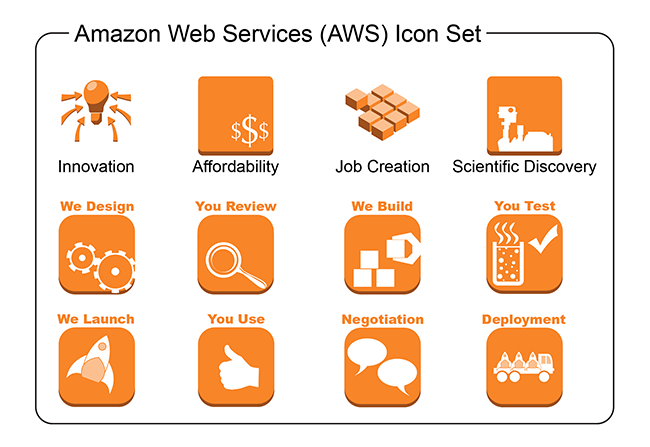 Amazon Web Services (AWS) Icon Set
$$$
Innovation
Affordability
Job Creation
Scientific Discovery
We Design
You Review
We Build
You Test
We Launch
You Use
Negotiation
Deployment